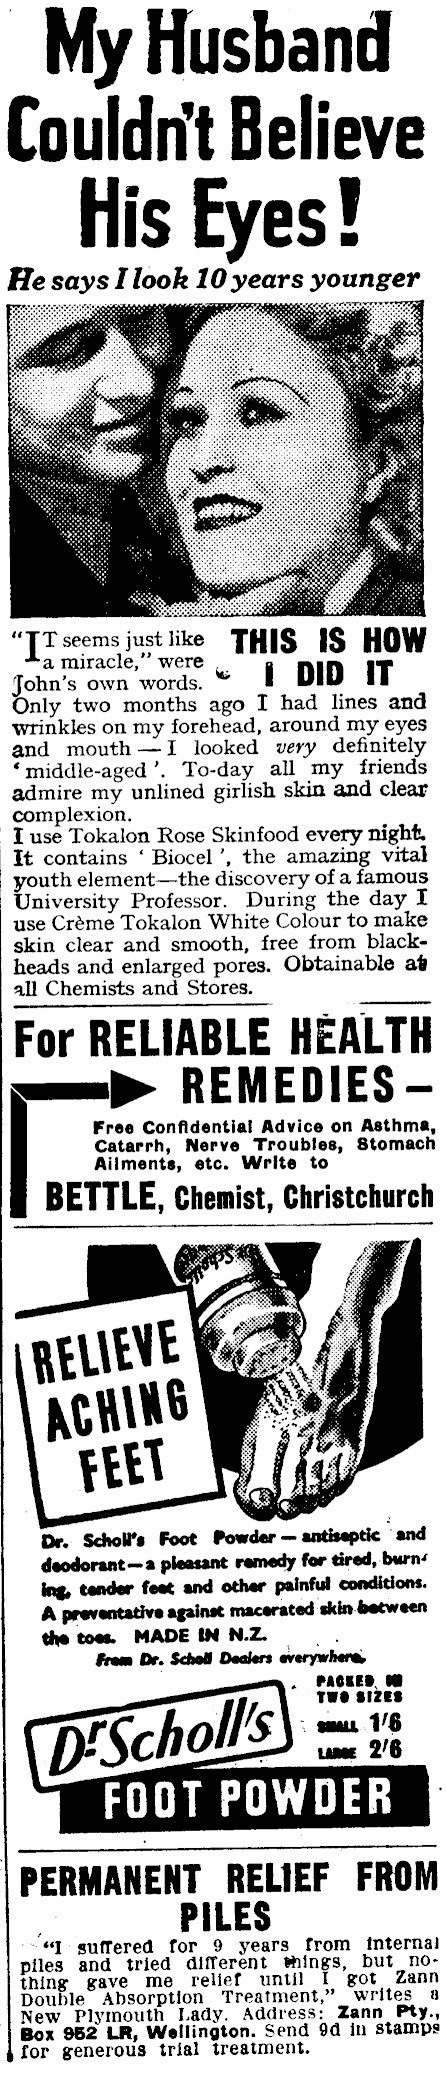 My Husband
Couldn't Believe
His Eyes!
He says I look 10 years younger
"IT seems just like
a miracle," were
John's own words.
THIS IS HOW
I DID IT
Only two months ago I had lines and
wrinkles on my forehead, around my eyes
and mouth — I looked very definitely
'middle-aged'. To-day all my friends
admire my unlined girlish skin and clear
complexion.
I use Tokalon Rose Skinfood every night.
It contains 'Biocel', the amazing vital
youth element—the discovery of a famous
University Professor. During the day I
use Crème Tokalon White Colour to make
skin clear and smooth, free from black-
heads and enlarged pores. Obtainable at
all Chemists and Stores.
For RELIABLE HEALTH
REMEDIES —
Free Confidential Advice on Asthma,
Catarrh, Nerve Troubles, Stomach
Ailments, etc. Write to
BETTLE, Chemist, Christchurch
Scholl
RELIEVE
ACHING
FEET
Dr. Scholl's Foot Powder — antiseptic and
deodorant—a pleasant remedy for tired, burn-
ing, tender feet and other painful conditions.
A preventative against macerated skin between
the toes. MADE IN N.Z.
From Dr. Scholl Dealers everywhere.
PACKED IN
TWO SIZES
SMALL 1'6
LARGE 2'6
Dr Scholl's
FOOT POWDER
PERMANENT RELIEF FROM
PILES
"I suffered for 9 years from internal
piles and tried different things, but no-
thing gave me relief until I got Zann
Double Absorption Treatment," writes a
New Plymouth Lady. Address: Zann Pty.,
Box 952 LR, Wellington. Send 9d in stamps
for generous trial treatment.